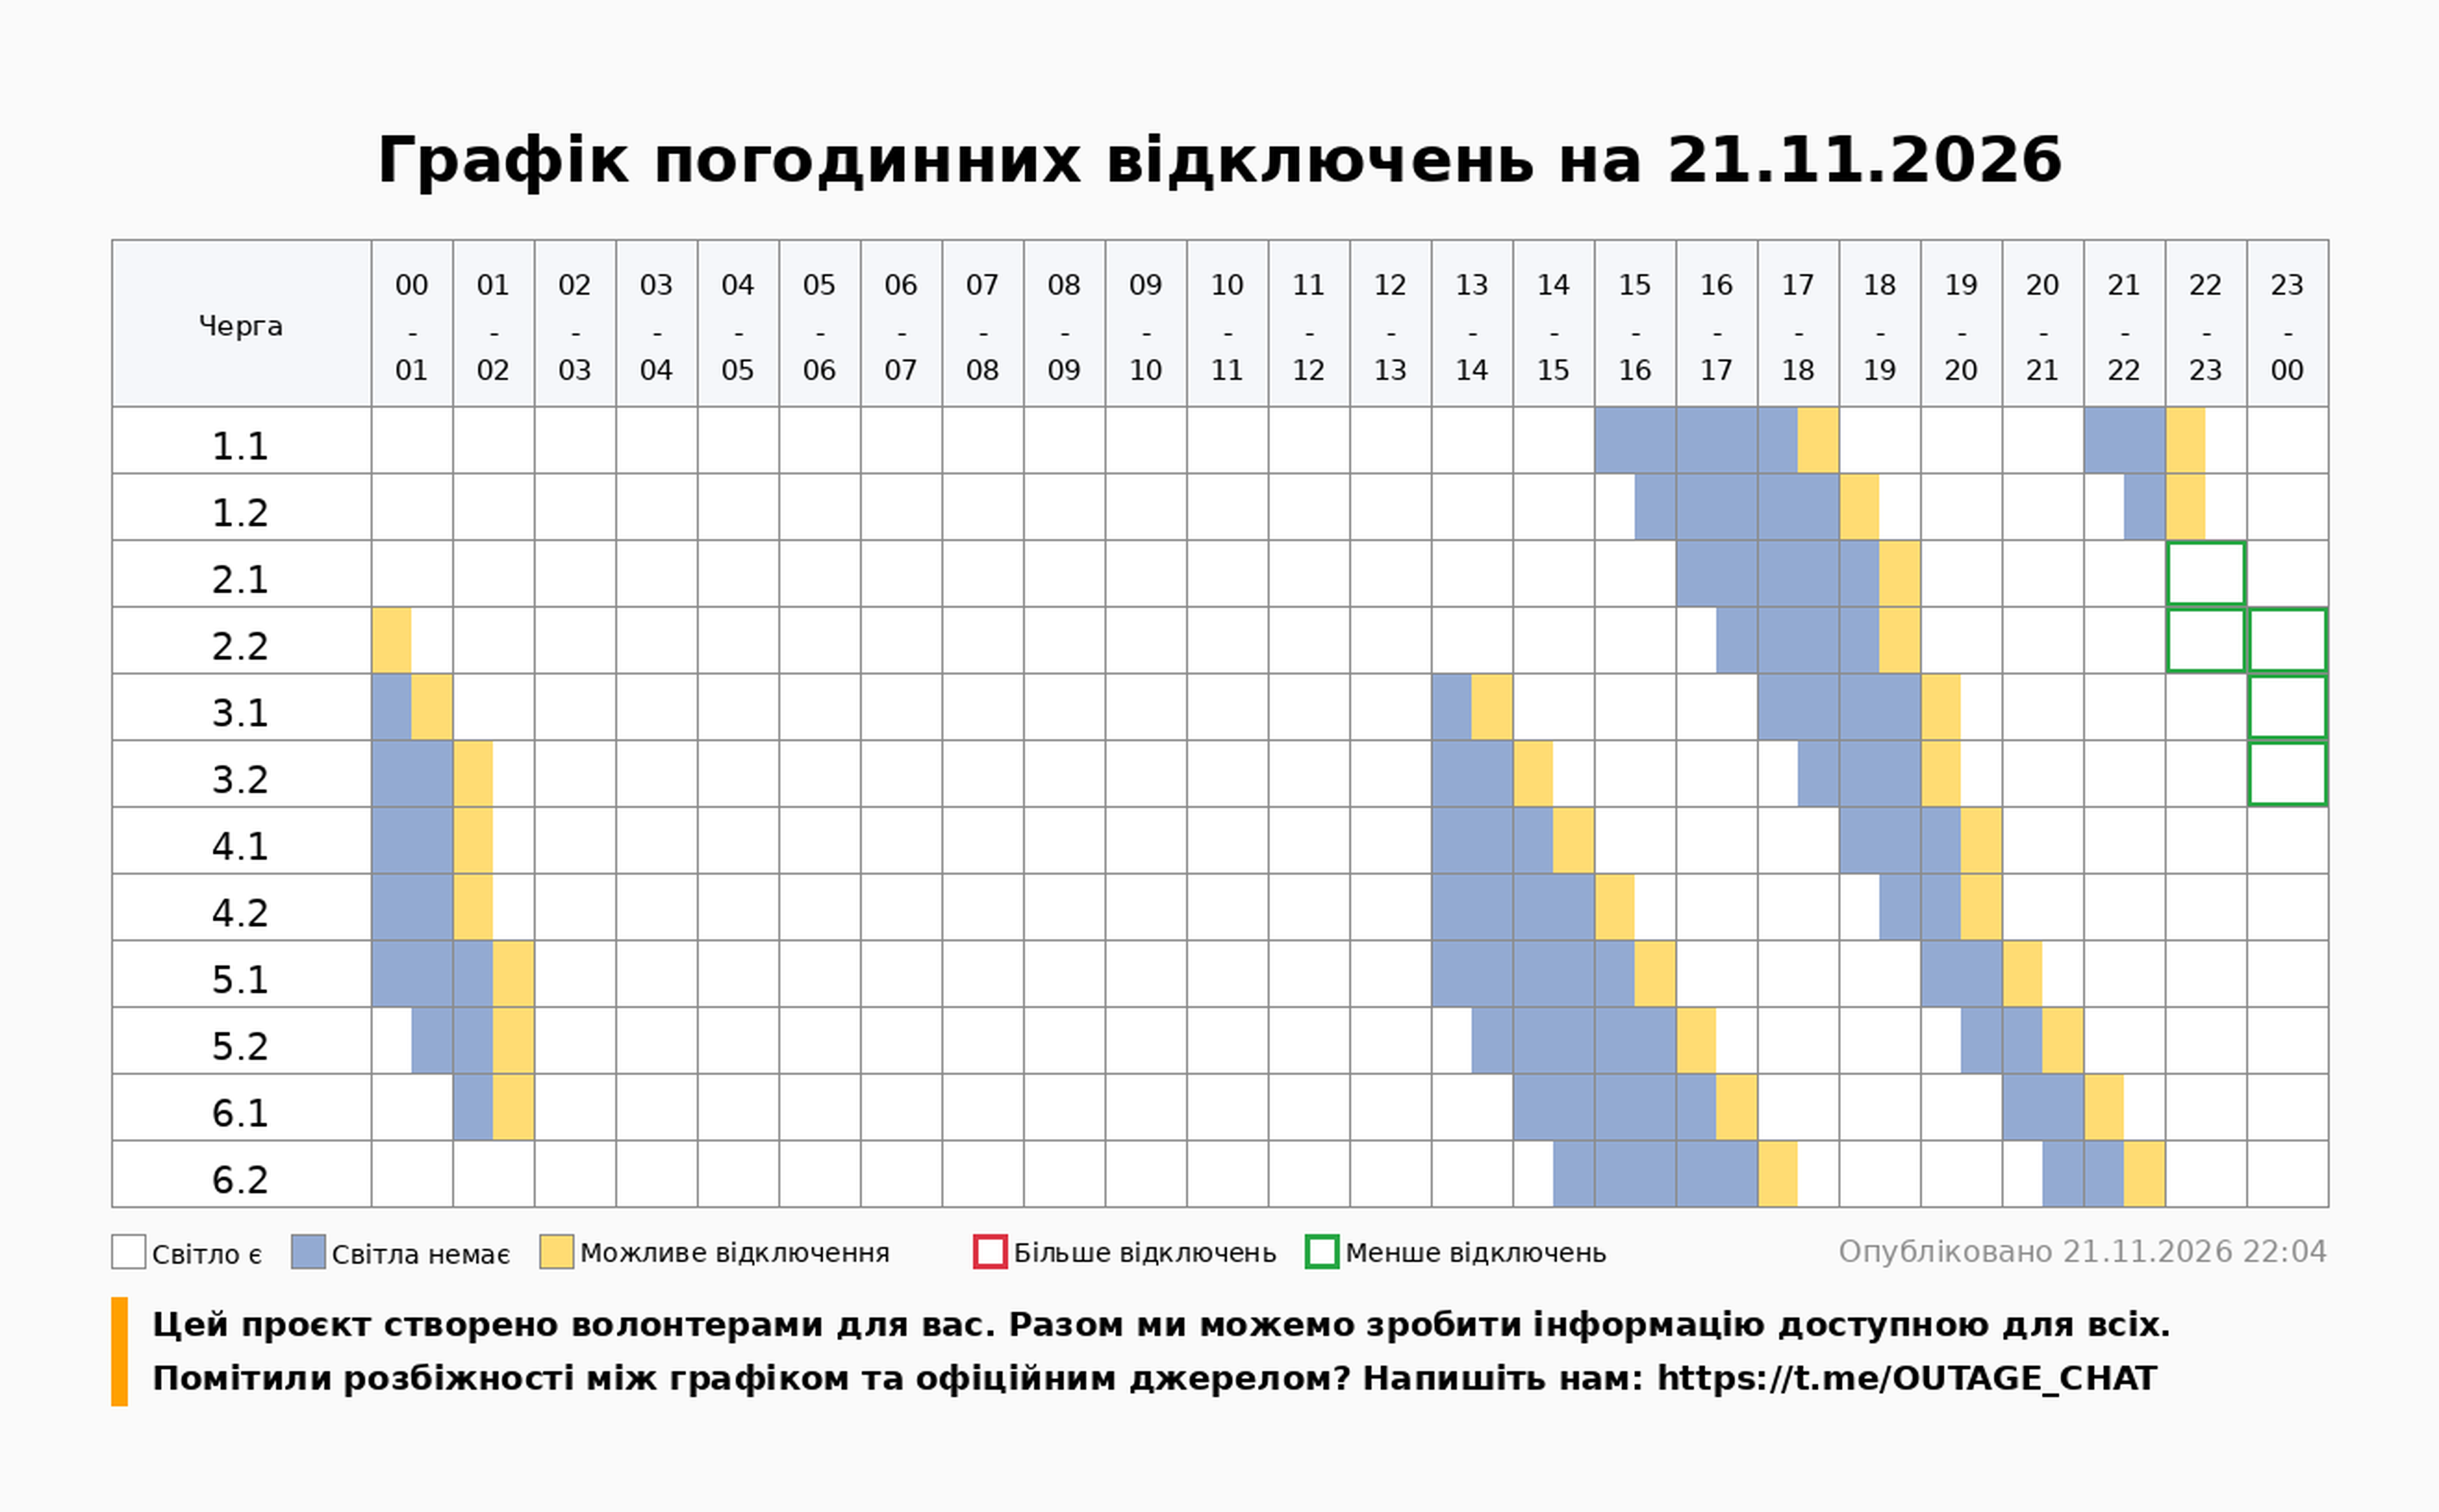 Графік погодинних відключень на 21.11.2026
Черга 00 - 01 01 - 02 02 - 03 03 - 04 04 - 05 05 - 06 06 - 07 07 - 08 08 - 09 09 - 10 10 - 11 11 - 12 12 - 13 13 - 14 14 - 15 15 - 16 16 - 17 17 - 18 18 - 19 19 - 20 20 - 21 21 - 22 22 - 23 23 - 00
1.1
1.2
2.1
2.2
3.1
3.2
4.1
4.2
5.1
5.2
6.1
6.2
Світло є Світла немає Можливе відключення Більше відключень Менше відключень Опубліковано 21.11.2026 22:04
Цей проєкт створено волонтерами для вас. Разом ми можемо зробити інформацію доступною для всіх.
Помітили розбіжності між графіком та офіційним джерелом? Напишіть нам: https://t.me/OUTAGE_CHAT